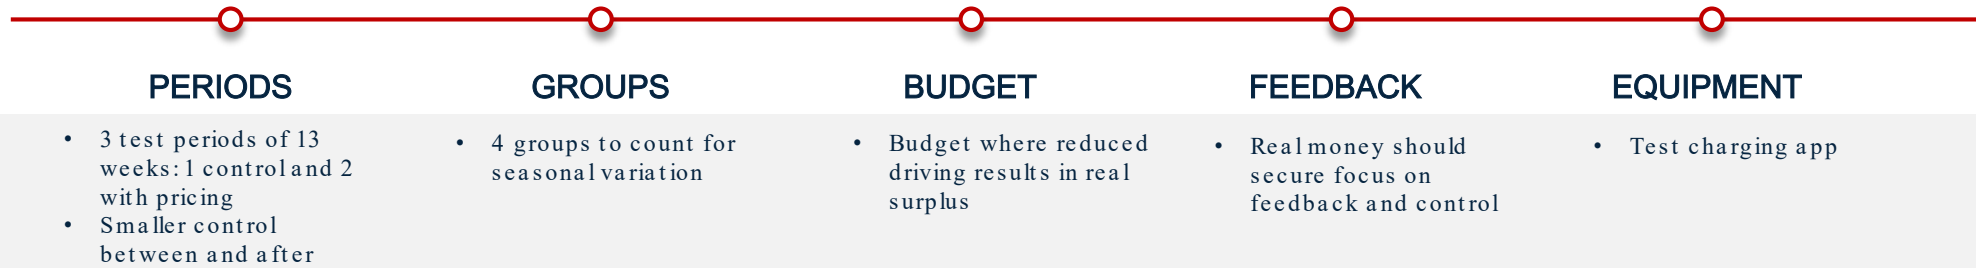 PERIODS
• 3 test periods of 13
weeks: 1 control and 2
with pricing
• Smaller control
between and after
GROUPS
• 4 groups to count for
seasonal variation
BUDGET
• Budget where reduced
driving results in real
surplus
FEEDBACK
• Real money should
secure focus on
feedback and control
EQUIPMENT
• Test charging app